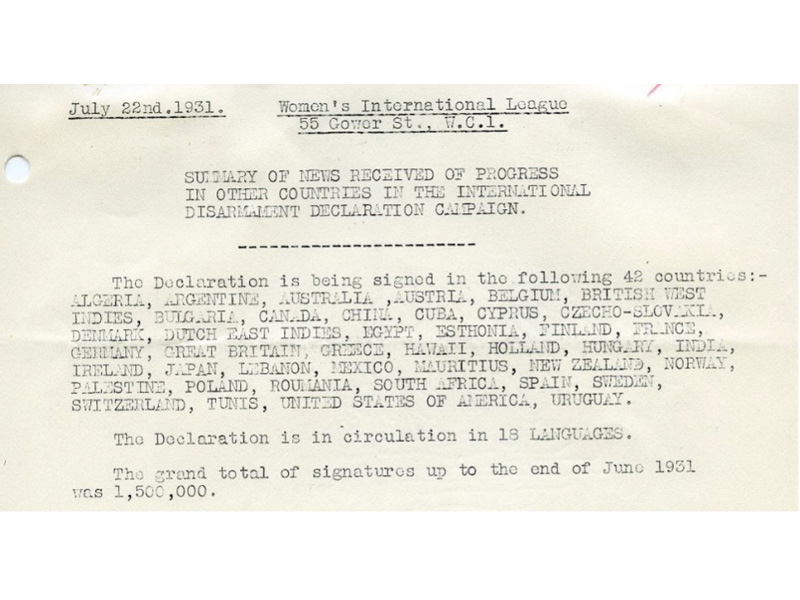 July 22nd.1931. Women's International League
55 Gower St., W.C.1.
SUMMARY OF NEWS RECEIVED OF PROGRESS
IN OTHER COUNTRIES IN THE INTERNATIONAL
DISARMAMENT DECLARATION CAMPAIGN.
-----------------------
The Declaration is being signed in the following 42 countries:-
ALGERIA, ARGENTINE, AUSTRALIA ,AUSTRIA, BELGIUM, BRITISH WEST
INDIES, BULGARIA, CANADA, CHINA, CUBA, CYPRUS, CZECHO-SLOVAKIA,
DENMARK, DUTCH EAST INDIES, EGYPT, ESTHONIA, FINLAND, FRANCE,
GERMANY, GREAT BRITAIN, GREECE, HAWAII, HOLLAND, HUNGARY, INDIA,
IRELAND, JAPAN, LEBANON, MEXICO, MAURITIUS, NEW ZEALAND, NORWAY,
PALESTINE, POLAND, ROUMANIA, SOUTH AFRICA, SPAIN, SWEDEN,
SWITZERLAND, TUNIS, UNITED STATES OF AMERICA, URUGUAY.
The Declaration is in circulation in 18 LANGUAGES.
The grand total of signatures up to the end of June 1931
was 1,500,000.